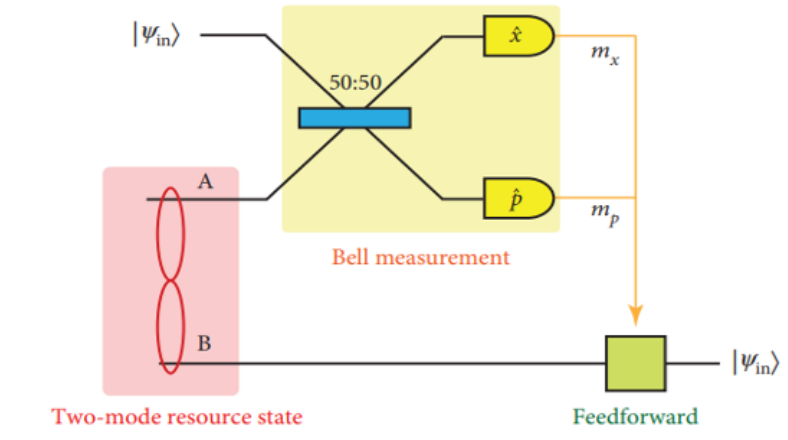 |ψin⟩
x̂
mx
50:50
A
p̂
mp
Bell measurement
B
|ψin⟩
Two-mode resource state
Feedforward